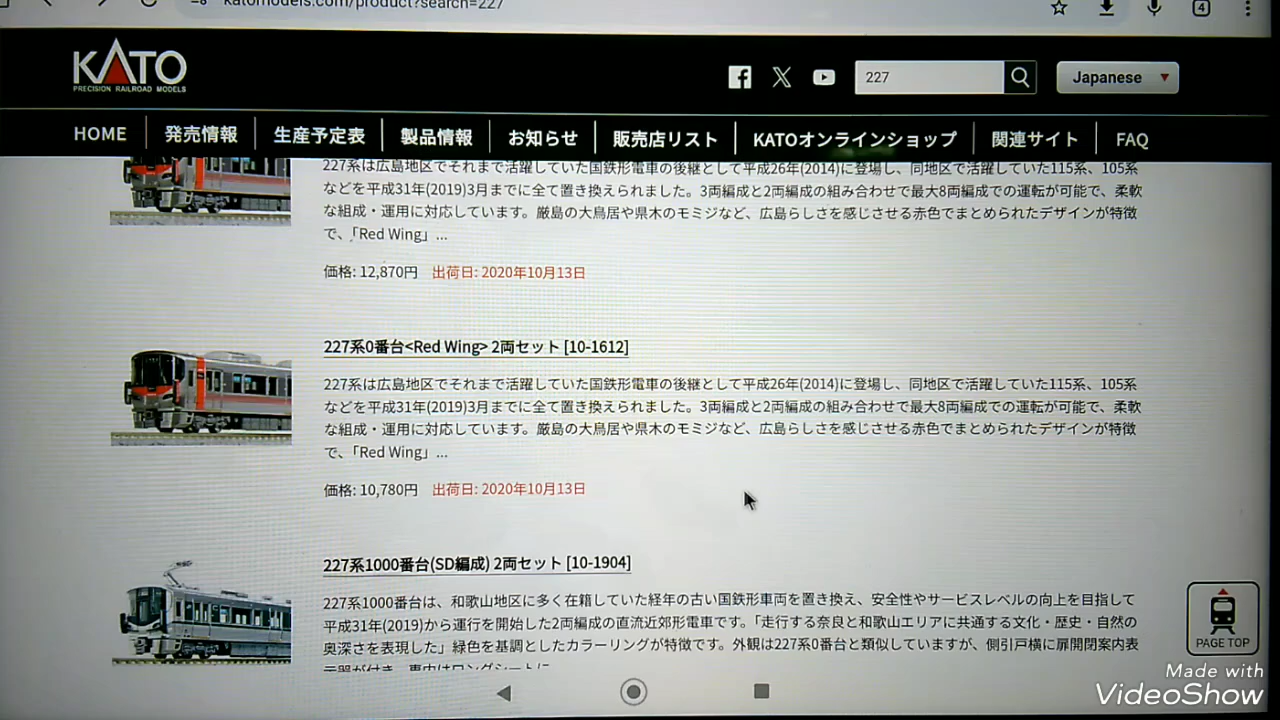 katomodels.com/product?search=227
4
KATO
PRECISION RAILROAD MODELS
227
Japanese
HOME
発売情報
生産予定表
製品情報
お知らせ
販売店リスト
KATOオンラインショップ
関連サイト
FAQ
227系は広島地区でそれまで活躍していた国鉄形電車の後継として平成26年(2014)に登場し、同地区で活躍していた115系、105系
などを平成31年(2019)3月までに全て置き換えられました。3両編成と2両編成の組み合わせで最大8両編成での運転が可能で、柔軟
な組成・運用に対応しています。厳島の大鳥居や県木のモミジなど、広島らしさを感じさせる赤色でまとめられたデザインが特徴
で、「Red Wing」...
価格: 12,870円 出荷日: 2020年10月13日
227系0番台<Red Wing> 2両セット [10-1612]
227系は広島地区でそれまで活躍していた国鉄形電車の後継として平成26年(2014)に登場し、同地区で活躍していた115系、105系
などを平成31年(2019)3月までに全て置き換えられました。3両編成と2両編成の組み合わせで最大8両編成での運転が可能で、柔軟
な組成・運用に対応しています。厳島の大鳥居や県木のモミジなど、広島らしさを感じさせる赤色でまとめられたデザインが特徴
で、「Red Wing」...
価格: 10,780円 出荷日: 2020年10月13日
227系1000番台(SD編成) 2両セット [10-1904]
227系1000番台は、和歌山地区に多く在籍していた経年の古い国鉄形車両を置き換え、安全性やサービスレベルの向上を目指して
平成31年(2019)から運行を開始した2両編成の直流近郊形電車です。「走行する奈良と和歌山エリアに共通する文化・歴史・自然の
奥深さを表現した」緑色を基調としたカラーリングが特徴です。外観は227系0番台と類似していますが、側引戸横に扉開閉案内表
示器が付き、車内はロングシートに
PAGE TOP
Made with
VideoShow